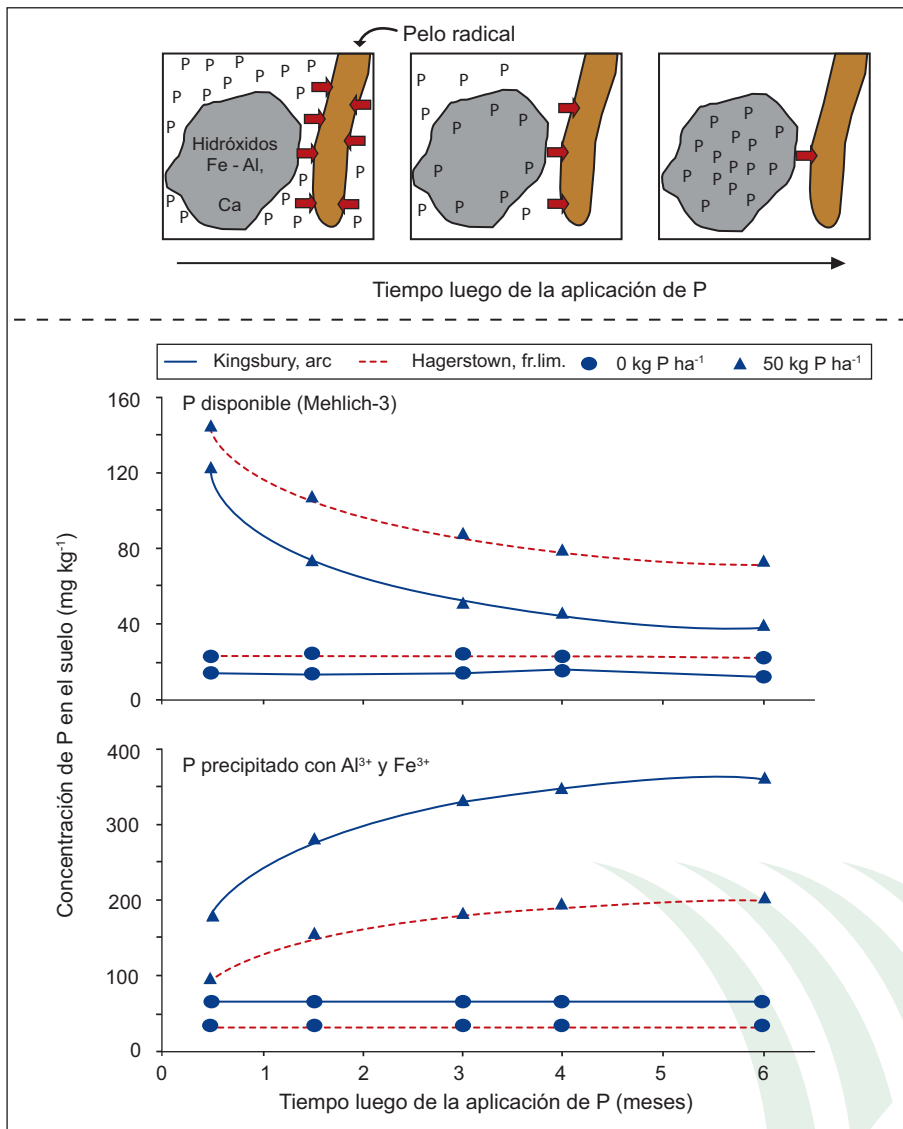 Pelo radical
P P P P P P
P P P P
P
Hidróxidos
Fe - Al,
Ca
P
P
P
P
P P P P P
P P
P P P
P
P
P P
P
P P
P
P P
P
P
P P
P
P P P
P P
P P P P
P P
P P
Tiempo luego de la aplicación de P
Kingsbury, arc Hagerstown, fr.lim. 0 kg P ha⁻¹ 50 kg P ha⁻¹
P disponible (Mehlich-3)
160
120
80
40
0
P precipitado con Al³⁺ y Fe³⁺
400
300
200
100
0
Concentración de P en el suelo (mg kg⁻¹)
0 1 2 3 4 5 6
Tiempo luego de la aplicación de P (meses)